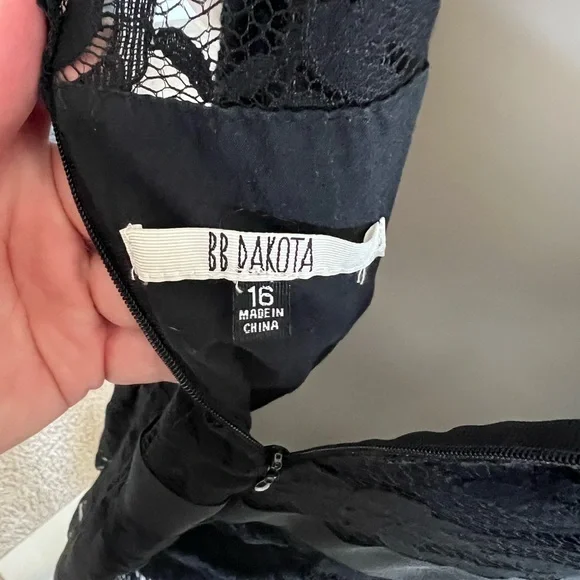 BB DAKOTA
16
MADE IN
CHINA